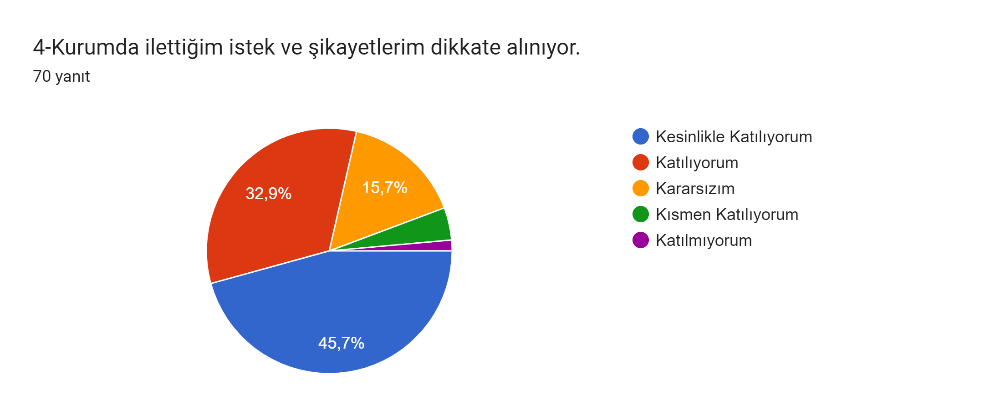 4-Kurumda ilettiğim istek ve şikayetlerim dikkate alınıyor.
70 yanıt
32,9%
15,7%
45,7%
Kesinlikle Katılıyorum
Katılıyorum
Kararsızım
Kısmen Katılıyorum
Katılmıyorum